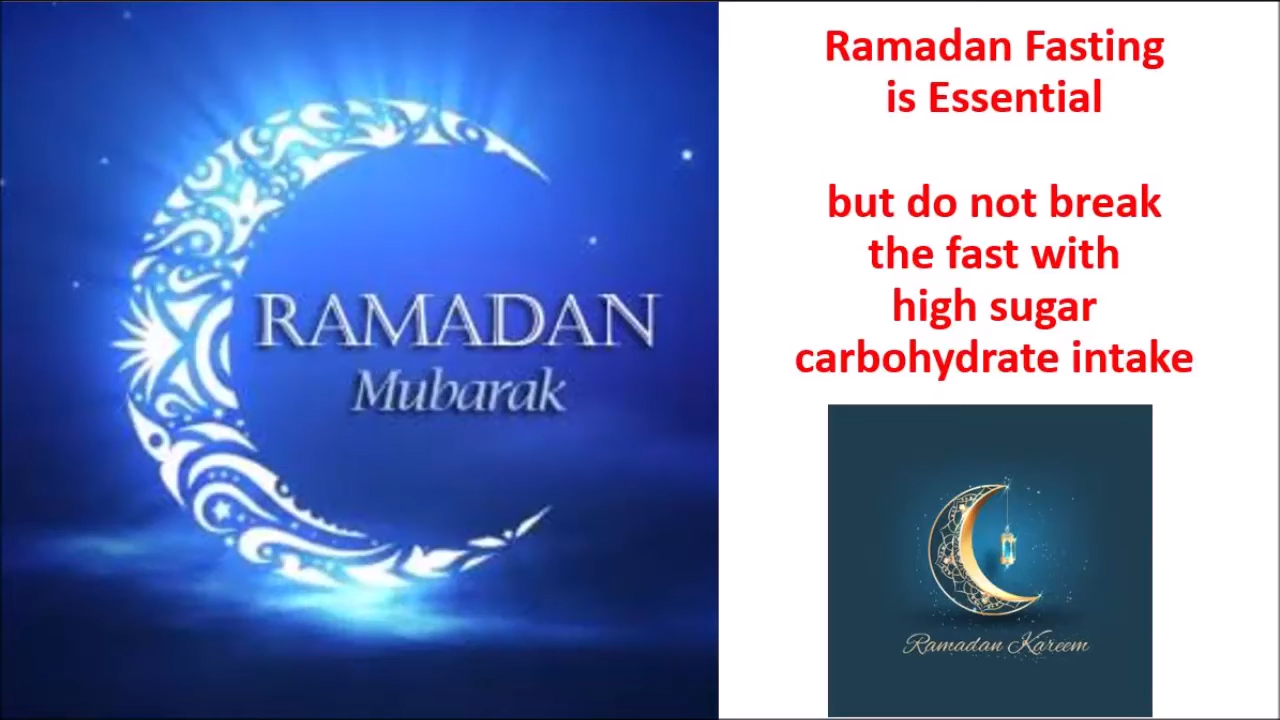 RAMADAN
Mubarak
Ramadan Fasting
is Essential
but do not break
the fast with
high sugar
carbohydrate intake
Ramadan Kareem